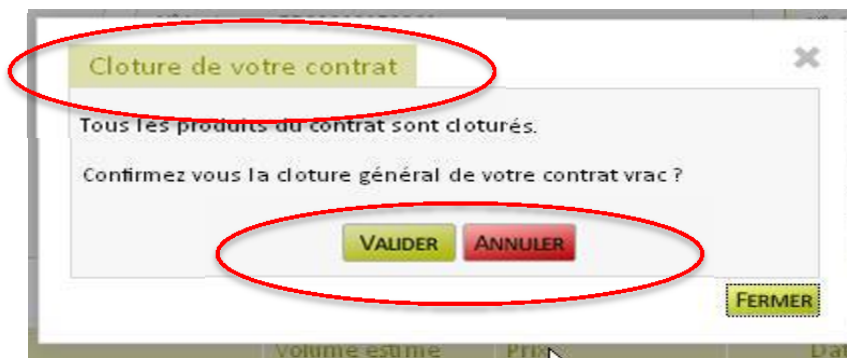 Cloture de votre contrat
Tous les produits du contrat sont cloturés.
Confirmez vous la cloture général de votre contrat vrac ?
VALIDER ANNULER
FERMER
Volume estimé Prix Da